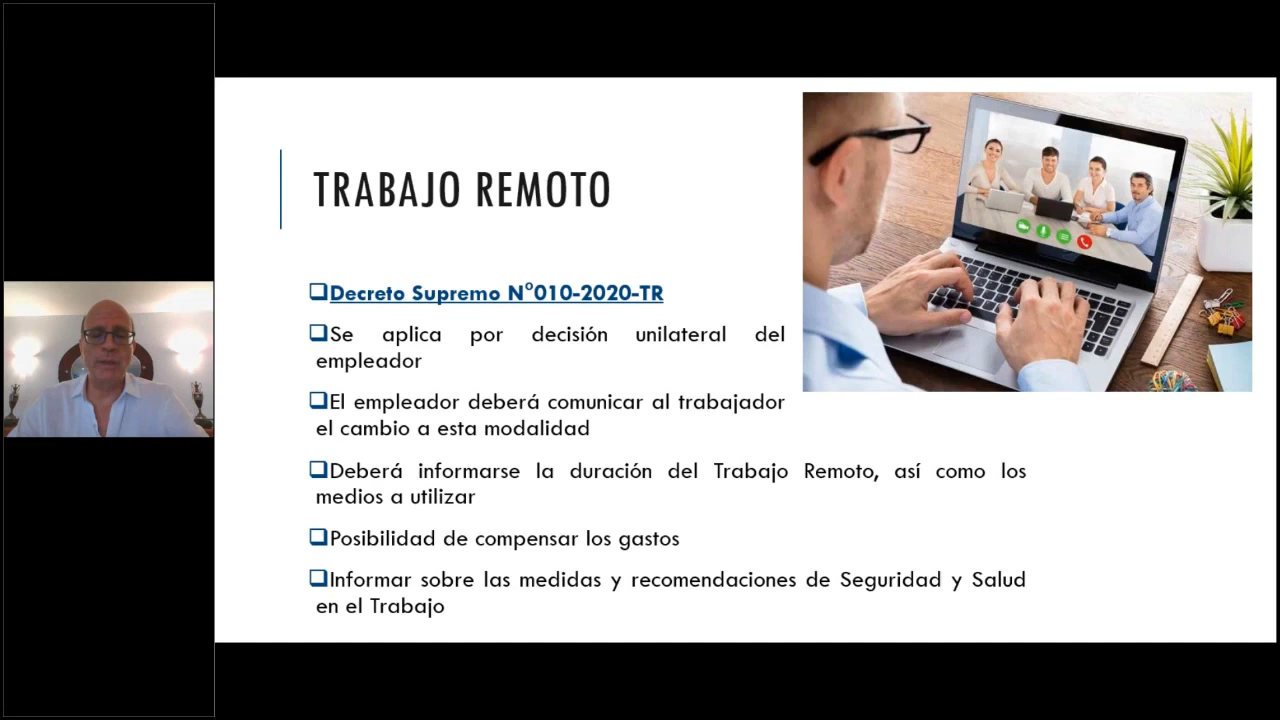 TRABAJO REMOTO
Decreto Supremo N°010-2020-TR
Se aplica por decisión unilateral del
empleador
El empleador deberá comunicar al trabajador
el cambio a esta modalidad
Deberá informarse la duración del Trabajo Remoto, así como los
medios a utilizar
Posibilidad de compensar los gastos
Informar sobre las medidas y recomendaciones de Seguridad y Salud
en el Trabajo